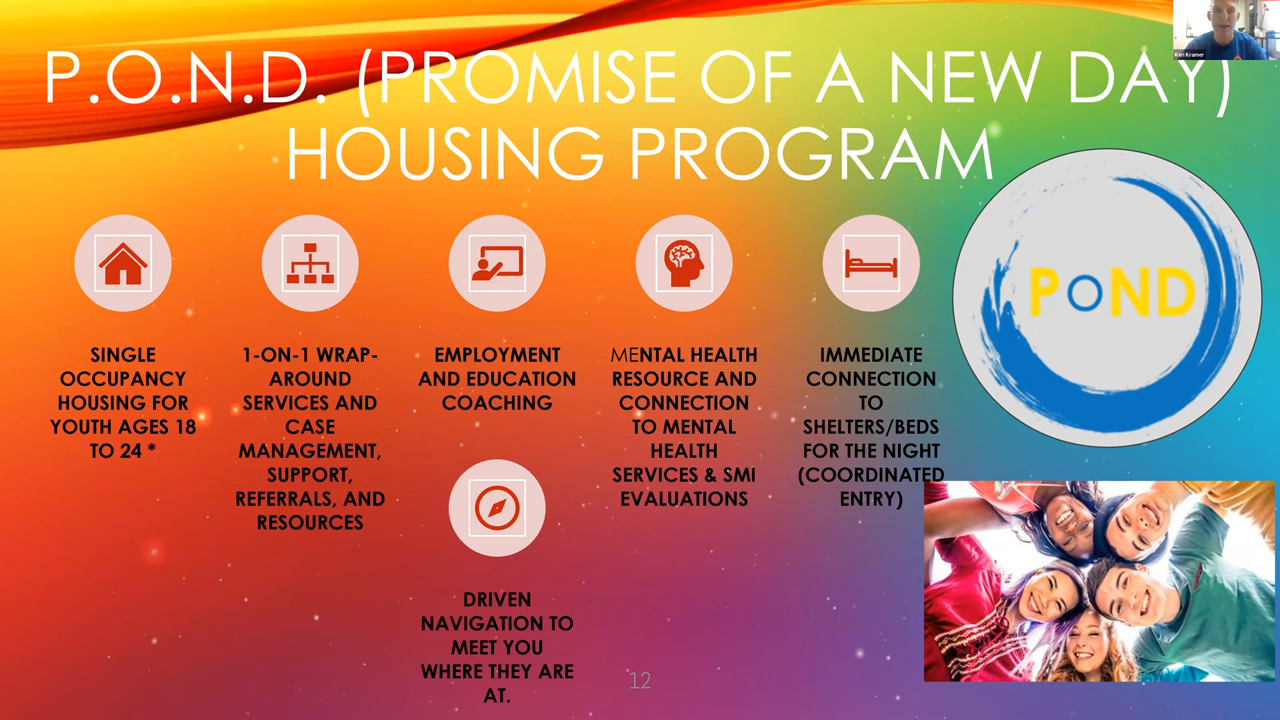 Keri Kramer
P.O.N.D. (PROMISE OF A NEW DAY)
HOUSING PROGRAM
PoND
SINGLE
OCCUPANCY
HOUSING FOR
YOUTH AGES 18
TO 24 *
1-ON-1 WRAP-
AROUND
SERVICES AND
CASE
MANAGEMENT,
SUPPORT,
REFERRALS, AND
RESOURCES
EMPLOYMENT
AND EDUCATION
COACHING
MENTAL HEALTH
RESOURCE AND
CONNECTION
TO MENTAL
HEALTH
SERVICES & SMI
EVALUATIONS
IMMEDIATE
CONNECTION
TO
SHELTERS/BEDS
FOR THE NIGHT
(COORDINATED
ENTRY)
DRIVEN
NAVIGATION TO
MEET YOU
WHERE THEY ARE
AT.
12